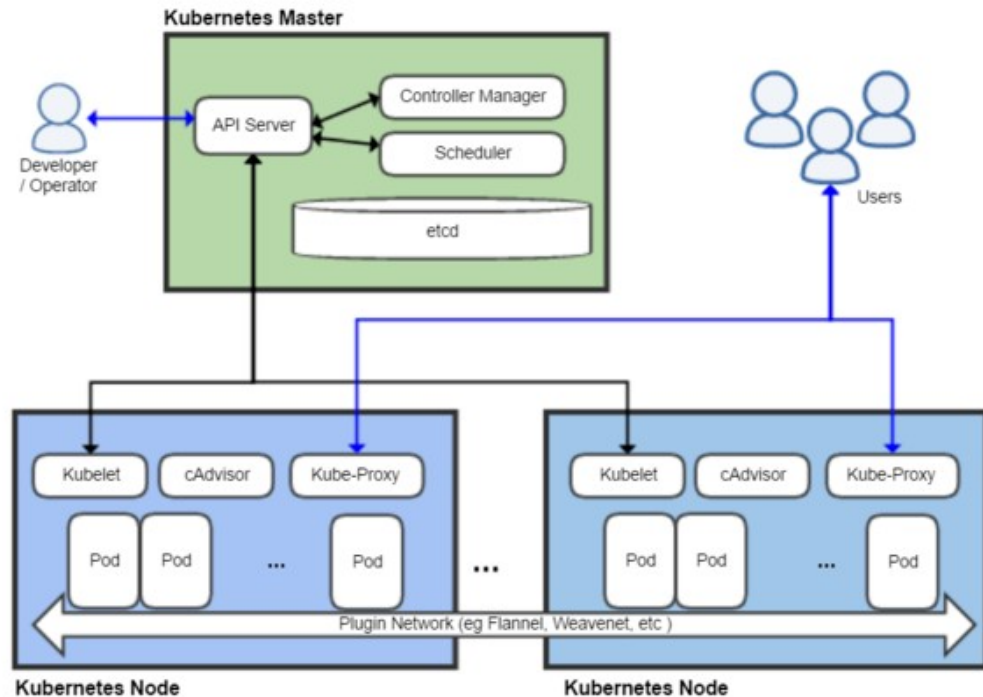 Kubernetes Master
API Server
Controller Manager
Scheduler
etcd
Developer
/ Operator
Users
Kubelet
cAdvisor
Kube-Proxy
Pod
Pod
...
Pod
...
Kubelet
cAdvisor
Kube-Proxy
Pod
Pod
...
Pod
Plugin Network (eg Flannel, Weavenet, etc )
Kubernetes Node
Kubernetes Node